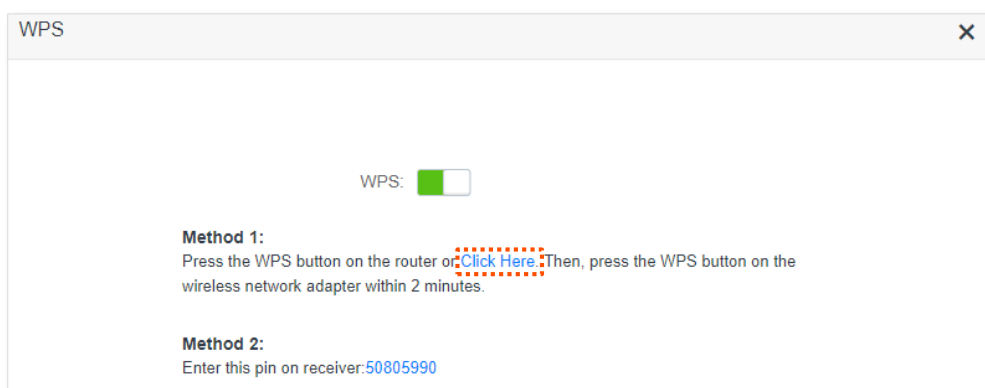 WPS
WPS:
Method 1:
Press the WPS button on the router or Click Here. Then, press the WPS button on the
wireless network adapter within 2 minutes.
Method 2:
Enter this pin on receiver:50805990